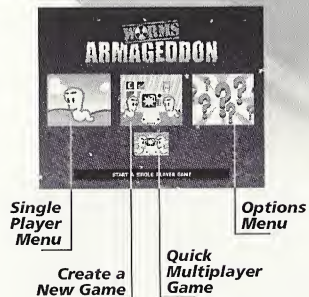 WORMS
ARMAGEDDON
START A SINGLE PLAYER GAME
Single
Player
Menu
Create a
New Game
Quick
Multiplayer
Game
Options
Menu